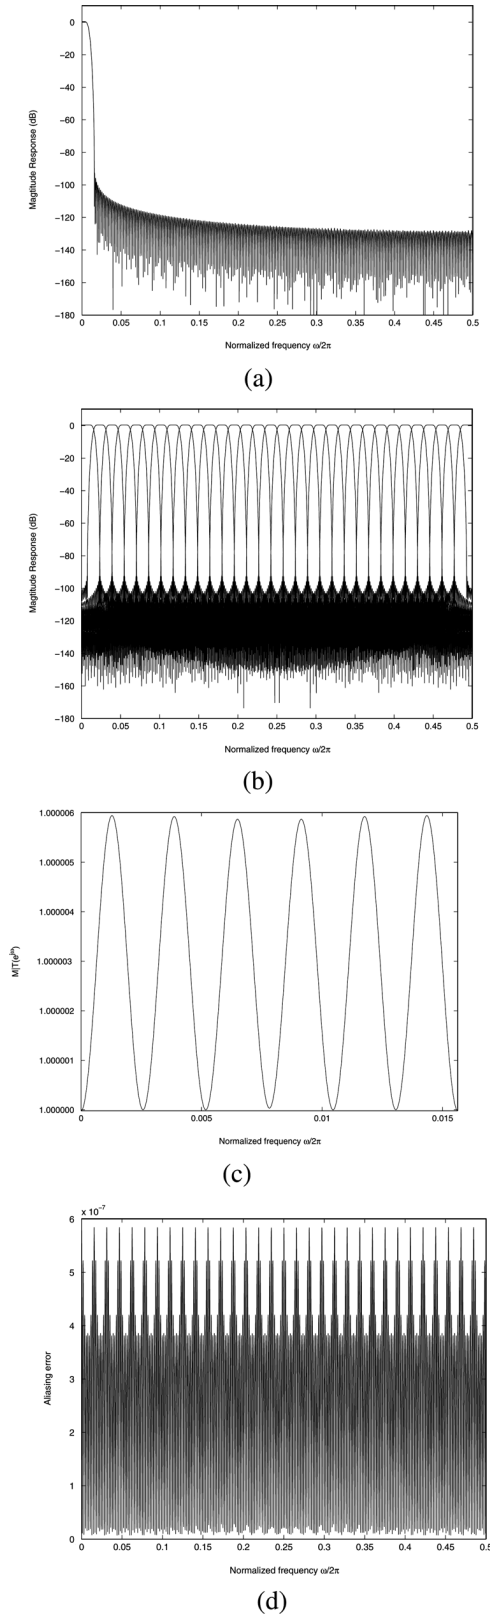 0
−20
−40
−60
−80
−100
−120
−140
−160
−180
Magtitude Response (dB)
0 0.05 0.1 0.15 0.2 0.25 0.3 0.35 0.4 0.45 0.5
Normalized frequency ω/2π
(a)
0
−20
−40
−60
−80
−100
−120
−140
−160
−180
Magtitude Response (dB)
0 0.05 0.1 0.15 0.2 0.25 0.3 0.35 0.4 0.45 0.5
Normalized frequency ω/2π
(b)
1.000006
1.000005
1.000004
1.000003
1.000002
1.000001
1.000000
M|T(e^jω)
0 0.005 0.01 0.015
Normalized frequency ω/2π
(c)
x 10^-7
6
5
4
3
2
1
0
Aliasing error
0 0.05 0.1 0.15 0.2 0.25 0.3 0.35 0.4 0.45 0.5
Normalized frequency ω/2π
(d)